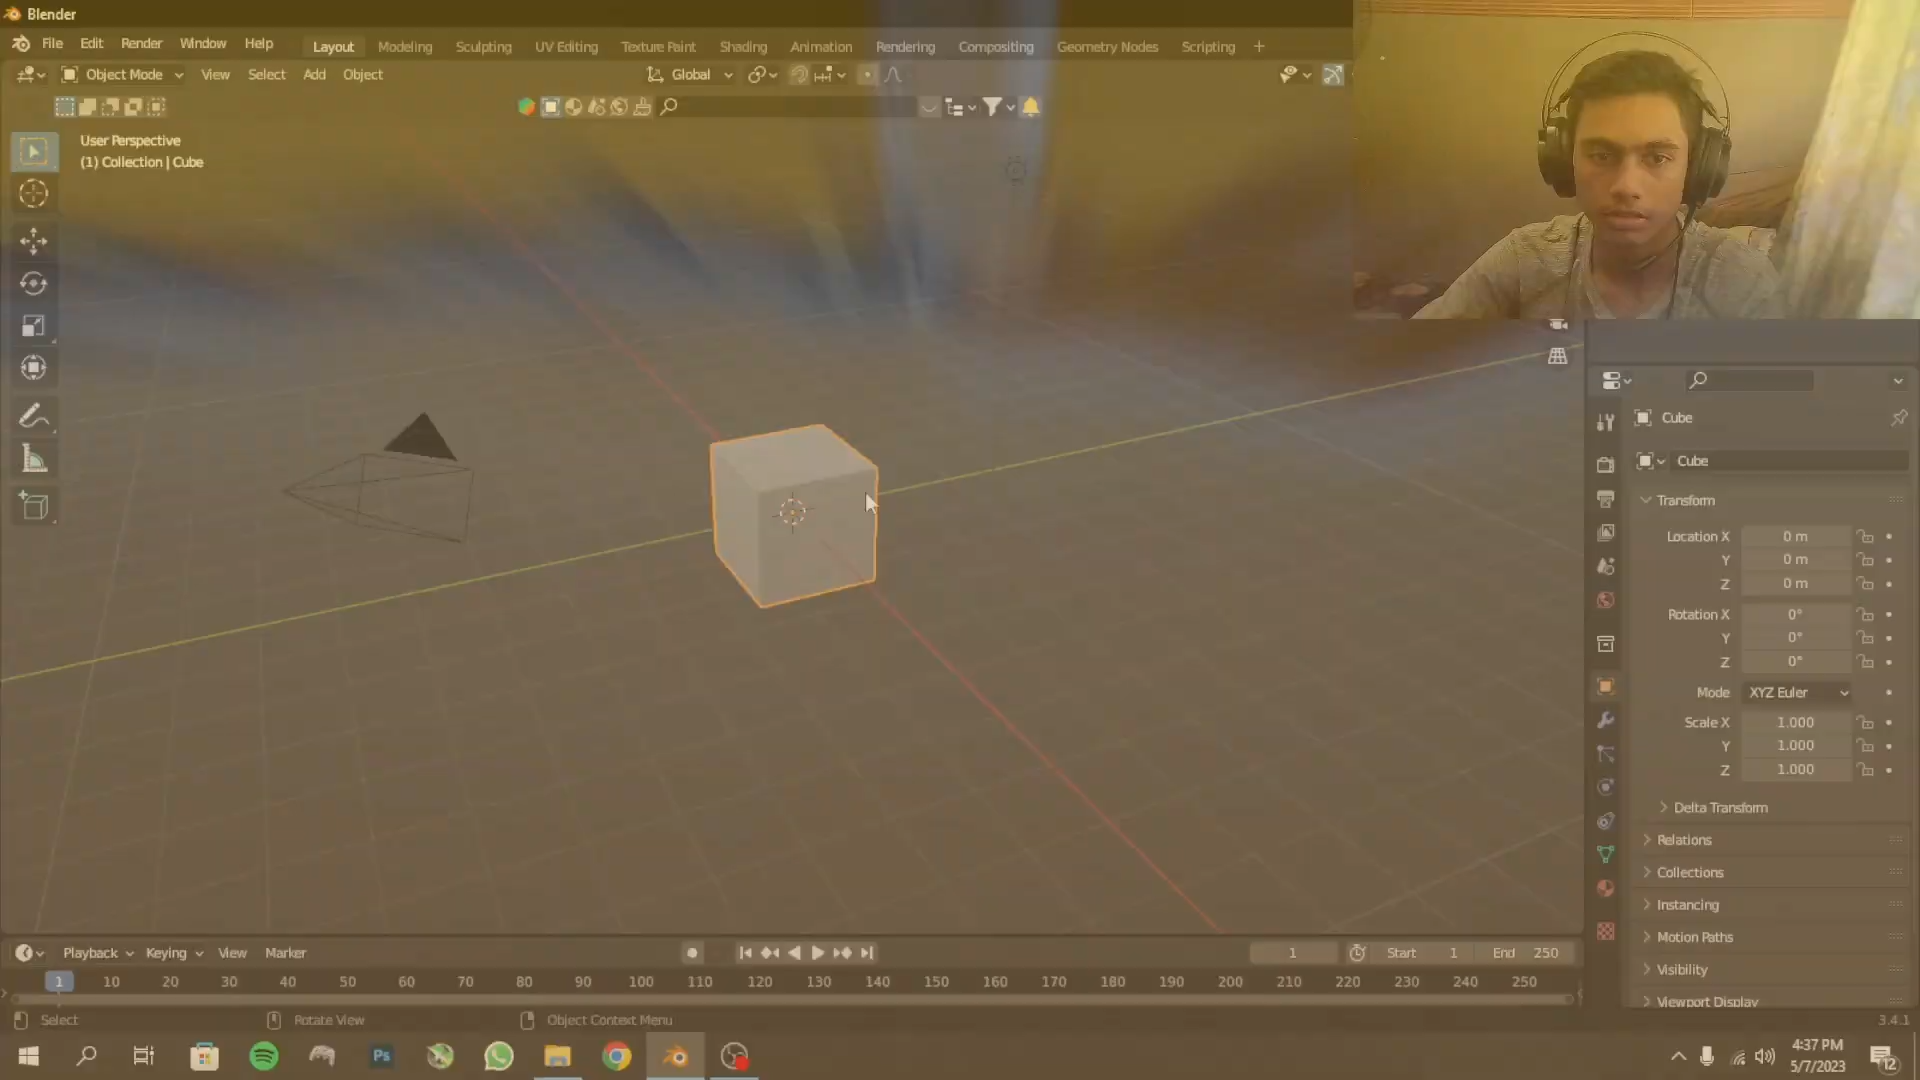 Blender
File Edit Render Window Help Layout Modeling Sculpting UV Editing Texture Paint Shading Animation Rendering Compositing Geometry Nodes Scripting +
Object Mode View Select Add Object Global
User Perspective
(1) Collection | Cube
Cube
Cube
Transform
Location X 0 m
Y 0 m
Z 0 m
Rotation X 0°
Y 0°
Z 0°
Mode XYZ Euler
Scale X 1.000
Y 1.000
Z 1.000
Delta Transform
Relations
Collections
Instancing
Motion Paths
Visibility
Viewport Display
Playback Keying View Marker 1 Start 1 End 250
1 10 20 30 40 50 60 70 80 90 100 110 120 130 140 150 160 170 180 190 200 210 220 230 240 250
Select Rotate View Object Context Menu 3.4.1
Ps
4:37 PM
5/7/2023
12